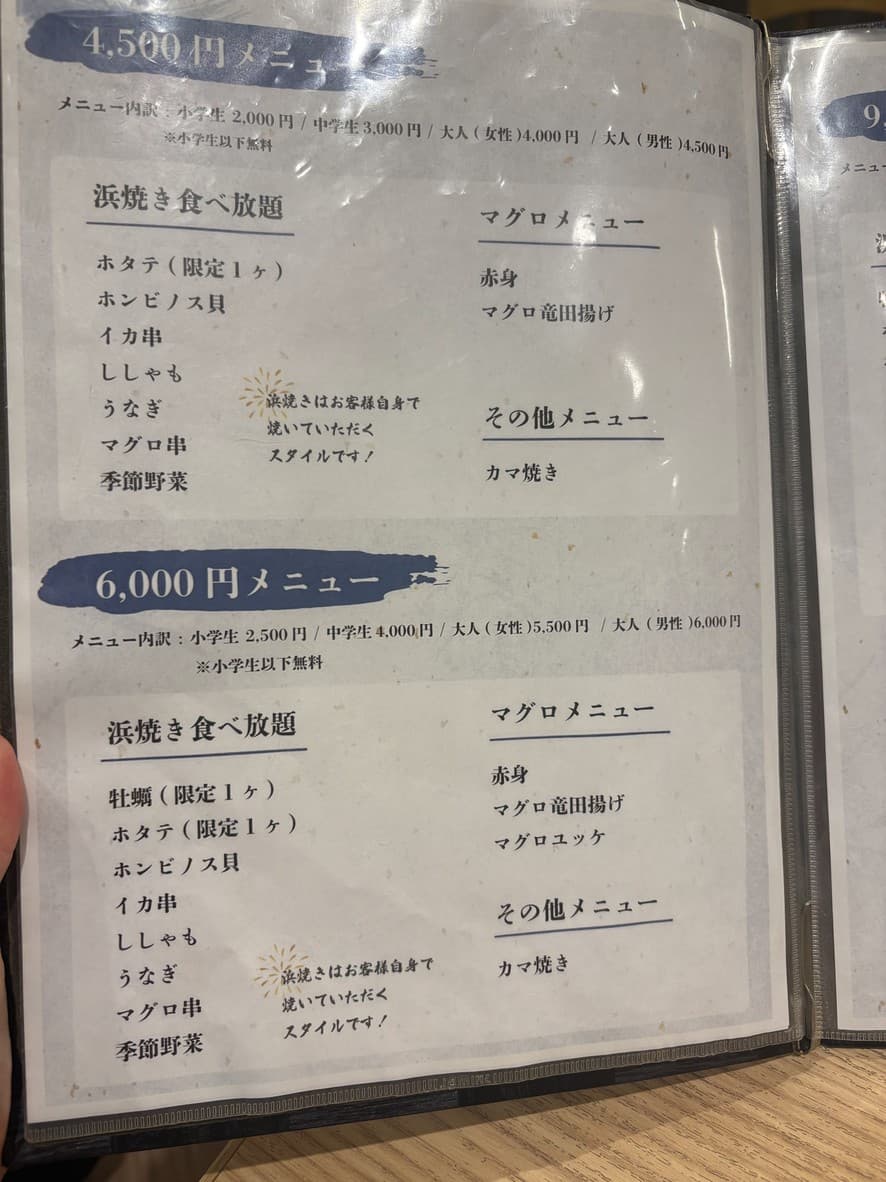 4,500円メニュー
メニュー内訳：小学生 2,000円 / 中学生 3,000円 / 大人（女性)4,000円 / 大人（男性)4,500円
※小学生以下無料
浜焼き食べ放題
ホタテ（限定１ヶ）
ホンビノス貝
イカ串
ししゃも
うなぎ
マグロ串
季節野菜
浜焼きはお客様自身で
焼いていただく
スタイルです！
マグロメニュー
赤身
マグロ竜田揚げ
その他メニュー
カマ焼き
6,000円メニュー
メニュー内訳：小学生 2,500円 / 中学生 4,000円 / 大人（女性)5,500円 / 大人（男性)6,000円
※小学生以下無料
浜焼き食べ放題
牡蠣（限定１ヶ）
ホタテ（限定１ヶ）
ホンビノス貝
イカ串
ししゃも
うなぎ
マグロ串
季節野菜
浜焼きはお客様自身で
焼いていただく
スタイルです！
マグロメニュー
赤身
マグロ竜田揚げ
マグロユッケ
その他メニュー
カマ焼き
9,
メニュー